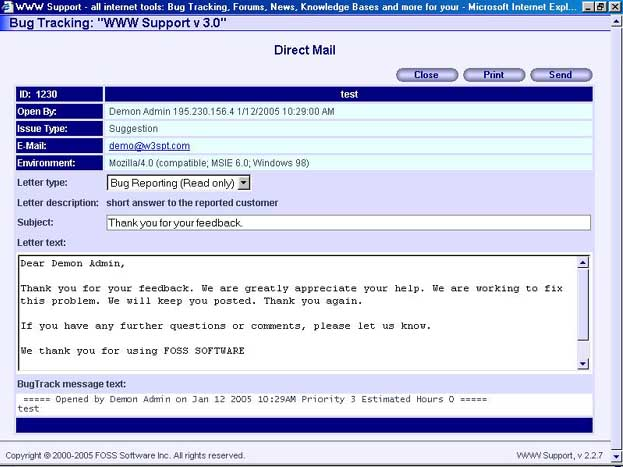 WWW Support - all internet tools: Bug Tracking, Forums, News, Knowledge Bases and more for your - Microsoft Internet Expl...
Bug Tracking: "WWW Support v 3.0"
Direct Mail
Close Print Send
ID: 1230 test
Open By: Demon Admin 195.230.156.4 1/12/2005 10:29:00 AM
Issue Type: Suggestion
E-Mail: demo@w3spt.com
Environment: Mozilla/4.0 (compatible; MSIE 6.0; Windows 98)
Letter type: Bug Reporting (Read only)
Letter description: short answer to the reported customer
Subject: Thank you for your feedback.
Letter text:
Dear Demon Admin,
Thank you for your feedback. We are greatly appreciate your help. We are working to fix
this problem. We will keep you posted. Thank you again.
If you have any further questions or comments, please let us know.
We thank you for using FOSS SOFTWARE
BugTrack message text:
===== Opened by Demon Admin on Jan 12 2005 10:29AM Priority 3 Estimated Hours 0 =====
test
Copyright © 2000-2005 FOSS Software Inc. All rights reserved. WWW Support, v 2.2.7